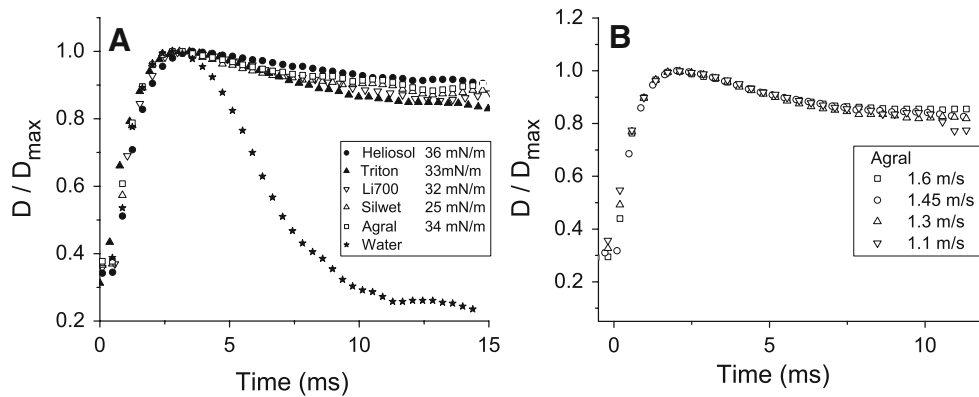 A
D / Dmax
1.0
0.8
0.6
0.4
0.2
0
5
10
15
Time (ms)
Heliosol 36 mN/m
Triton 33mN/m
Li700 32 mN/m
Silwet 25 mN/m
Agral 34 mN/m
Water
B
D / Dmax
1.2
1.0
0.8
0.6
0.4
0.2
0
5
10
Time (ms)
Agral
1.6 m/s
1.45 m/s
1.3 m/s
1.1 m/s